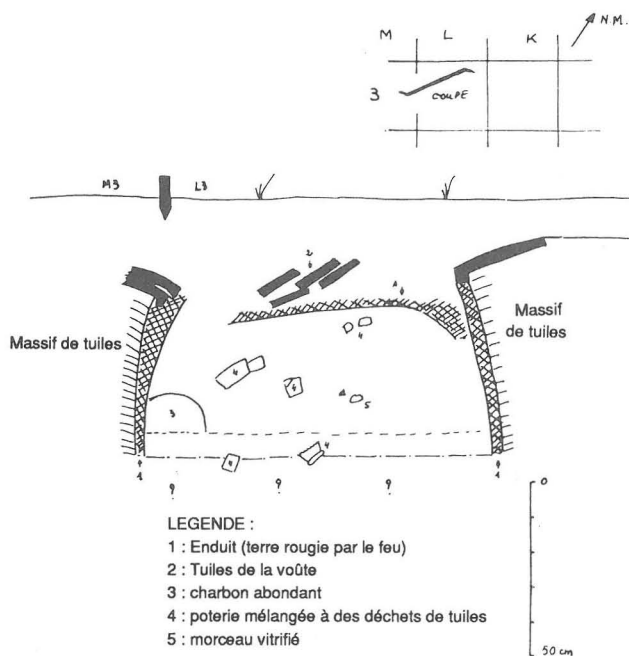 N.M.
M L K
3 COUPE
M3 L3
2
1
Massif de tuiles
Massif de tuiles
4
4
4
5
3
4
4
1 1
? ? ?
0
LEGENDE :
1 : Enduit (terre rougie par le feu)
2 : Tuiles de la voûte
3 : charbon abondant
4 : poterie mélangée à des déchets de tuiles
5 : morceau vitrifié
50 cm